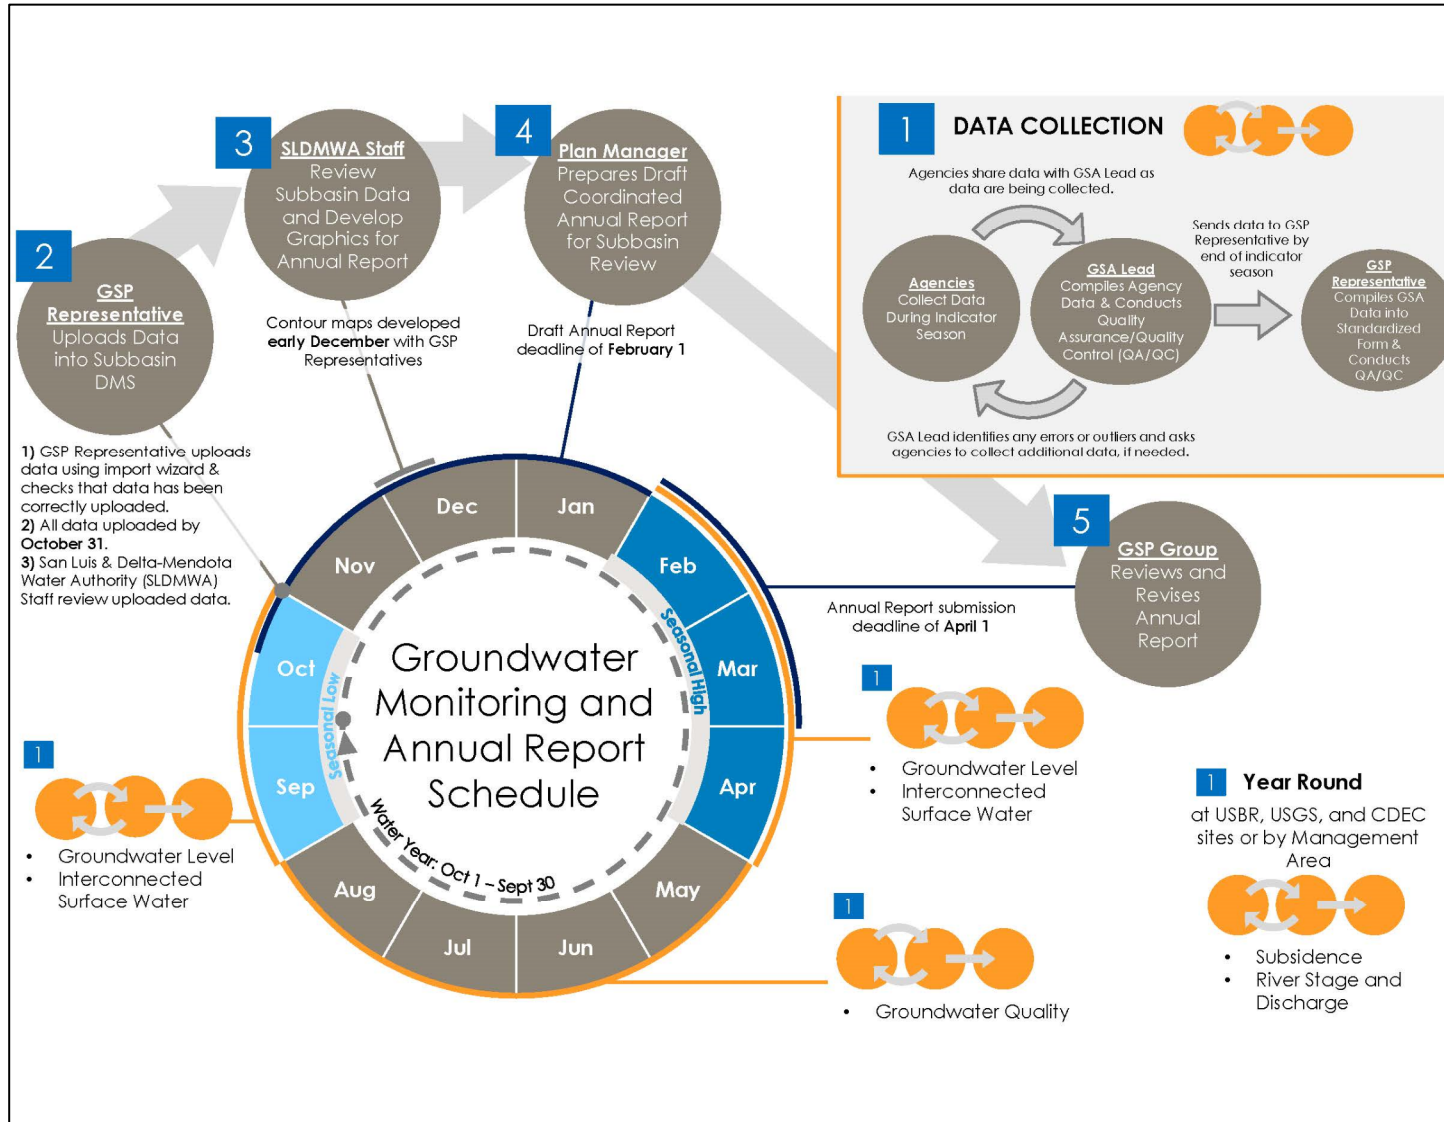 1
DATA COLLECTION
Agencies share data with GSA Lead as
data are being collected.
Agencies
Collect Data
During Indicator
Season
GSA Lead
Compiles Agency
Data & Conducts
Quality
Assurance/Quality
Control (QA/QC)
Sends data to GSP
Representative by
end of indicator
season
GSP
Representative
Compiles GSA
Data into
Standardized
Form &
Conducts
QA/QC
GSA Lead identifies any errors or outliers and asks
agencies to collect additional data, if needed.
2
GSP
Representative
Uploads Data
into Subbasin
DMS
1) GSP Representative uploads
data using import wizard &
checks that data has been
correctly uploaded.
2) All data uploaded by
October 31.
3) San Luis & Delta-Mendota
Water Authority (SLDMWA)
Staff review uploaded data.
3
SLDMWA Staff
Review
Subbasin Data
and Develop
Graphics for
Annual Report
Contour maps developed
early December with GSP
Representatives
4
Plan Manager
Prepares Draft
Coordinated
Annual Report
for Subbasin
Review
Draft Annual Report
deadline of February 1
5
GSP Group
Reviews and
Revises
Annual
Report
Annual Report submission
deadline of April 1
Groundwater
Monitoring and
Annual Report
Schedule
Water Year: Oct 1 – Sept 30
Seasonal High
Seasonal Low
Jan
Feb
Mar
Apr
May
Jun
Jul
Aug
Sep
Oct
Nov
Dec
1
• Groundwater Level
• Interconnected
Surface Water
1
• Groundwater Level
• Interconnected
Surface Water
1
• Groundwater Quality
1
Year Round
at USBR, USGS, and CDEC
sites or by Management
Area
• Subsidence
• River Stage and
Discharge